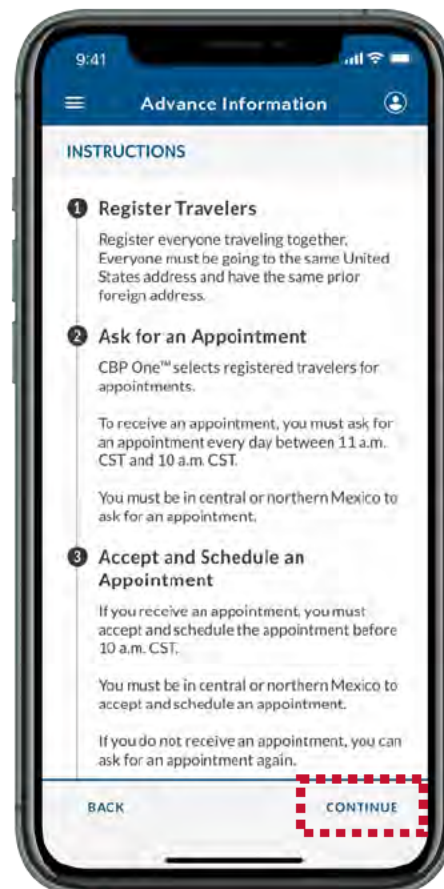 9:41
Advance Information
INSTRUCTIONS
1 Register Travelers
Register everyone traveling together.
Everyone must be going to the same United
States address and have the same prior
foreign address.
2 Ask for an Appointment
CBP One™ selects registered travelers for
appointments.
To receive an appointment, you must ask for
an appointment every day between 11 a.m.
CST and 10 a.m. CST.
You must be in central or northern Mexico to
ask for an appointment.
3 Accept and Schedule an
Appointment
If you receive an appointment, you must
accept and schedule the appointment before
10 a.m. CST.
You must be in central or northern Mexico to
accept and schedule an appointment.
If you do not receive an appointment, you can
ask for an appointment again.
BACK CONTINUE